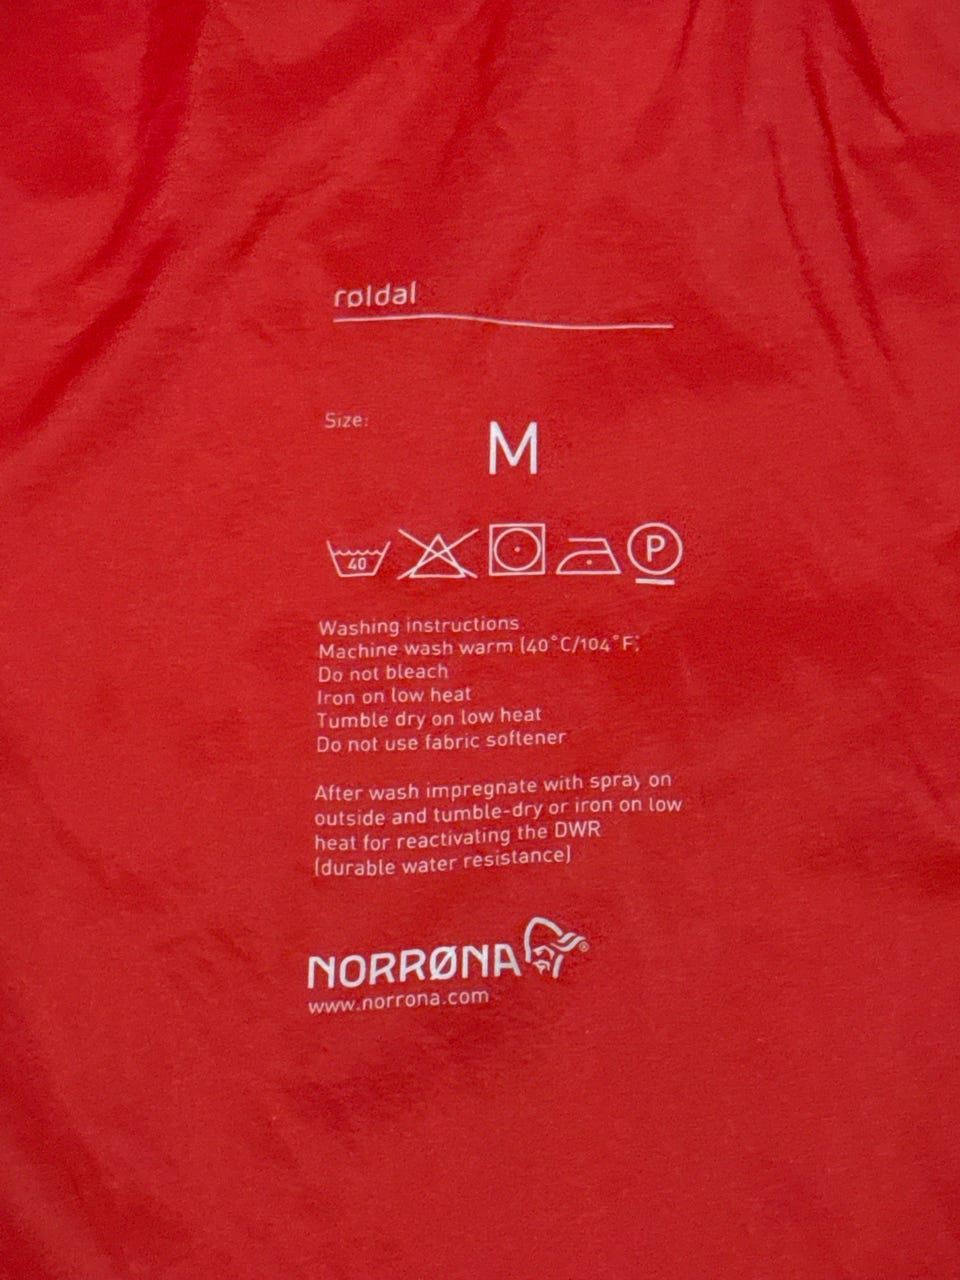 røldal
Size:
M
40
P
Washing instructions
Machine wash warm (40°C/104°F)
Do not bleach
Iron on low heat
Tumble dry on low heat
Do not use fabric softener
After wash impregnate with spray on
outside and tumble-dry or iron on low
heat for reactivating the DWR
(durable water resistance)
NORRØNA®
www.norrona.com